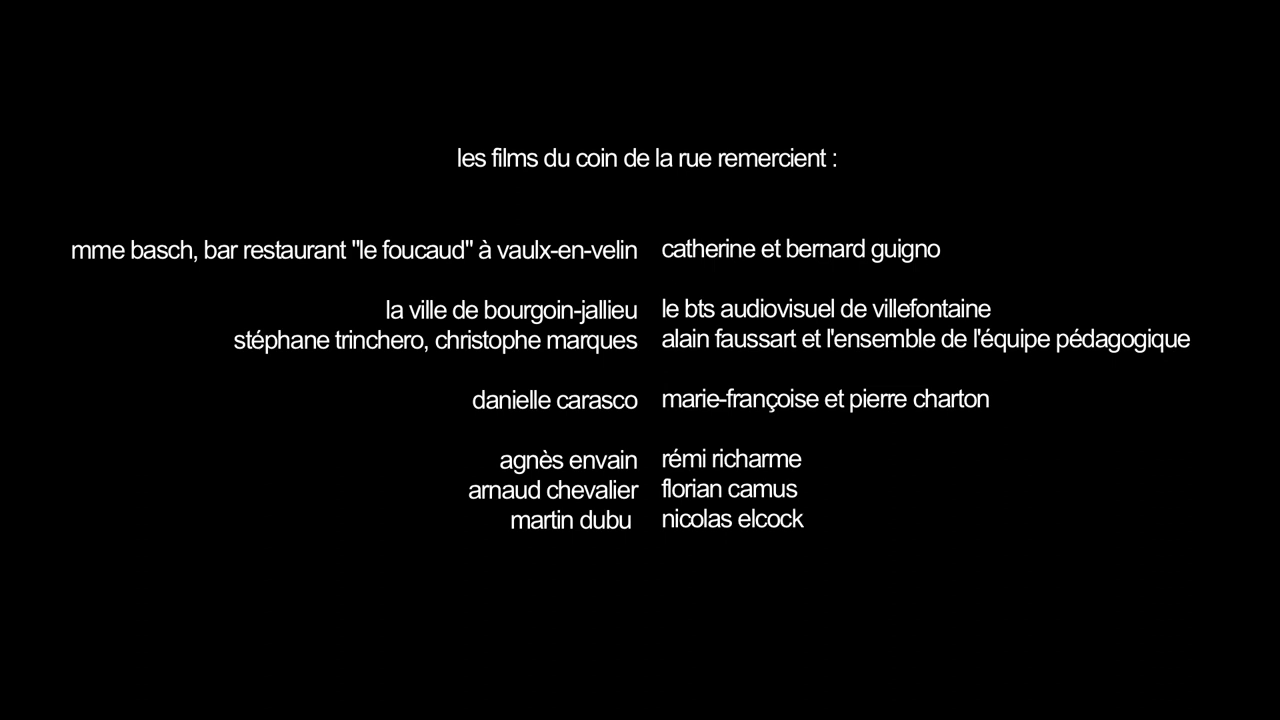 les films du coin de la rue remercient :
mme basch, bar restaurant "le foucaud" à vaulx-en-velin
catherine et bernard guigno
la ville de bourgoin-jallieu
le bts audiovisuel de villefontaine
stéphane trinchero, christophe marques
alain faussart et l'ensemble de l'équipe pédagogique
danielle carasco
marie-françoise et pierre charton
agnès envain
rémi richarme
arnaud chevalier
florian camus
martin dubu
nicolas elcock